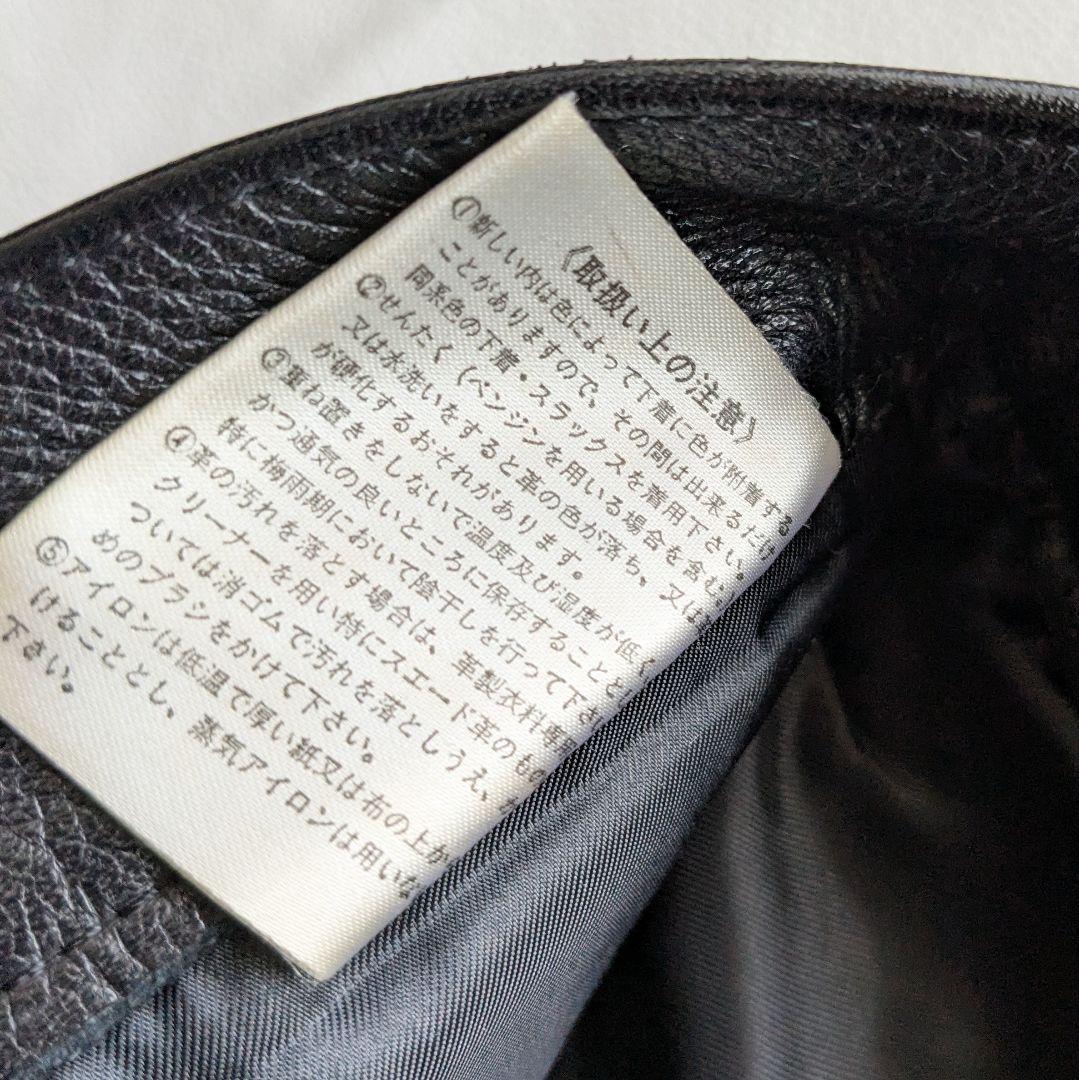 《取扱い上の注意》
①新しい内は色によって下着に色が附着する
ことがありますので、その間は出来るだけ
同系色の下着・スラックスを着用下さい。
②せんたく（ベンジンを用いる場合を含む
又は水洗いをすると革の色が落ち、又は
が硬化するおそれがあります。
③重ね置きをしないで温度及び湿度が低く
かつ通気の良いところに保存すること
特に梅雨期において陰干しを行って下さ
④革の汚れを落とす場合は、革製衣料専用
クリーナーを用い特にスエード革のもの
ついては消ゴムで汚れを落としうえ、か
めのブラシをかけて下さい。
⑤アイロンは低温で厚い紙又は布の上か
けることとし、蒸気アイロンは用いな
下さい。